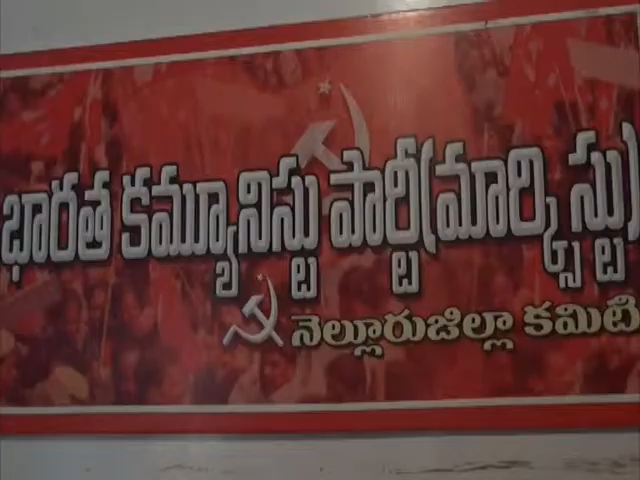 భారత కమ్యూనిస్టు పార్టీ(మార్క్సిస్టు)
నెల్లూరుజిల్లా కమిటి